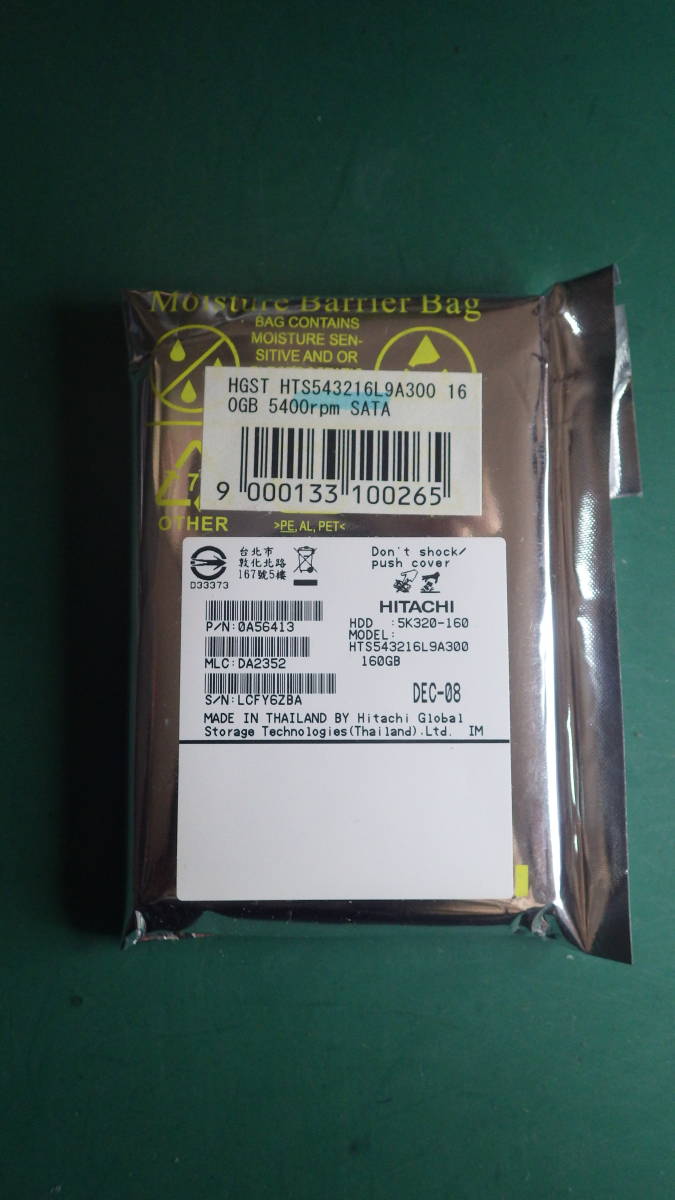 Moisture Barrier Bag
BAG CONTAINS
MOISTURE SEN-
SITIVE AND OR
HGST HTS543216L9A300 16
0GB 5400rpm SATA
9 000133 100265
7
OTHER
>PE, AL, PET<
D33373
台北市
敦化北路
167號5樓
Don't shock/
push cover
HITACHI
P/N:0A56413
HDD :5K320-160
MODEL:
HTS543216L9A300
160GB
MLC:DA2352
S/N:LCFY6ZBA
DEC-08
MADE IN THAILAND BY Hitachi Global
Storage Technologies(Thailand).Ltd. IM